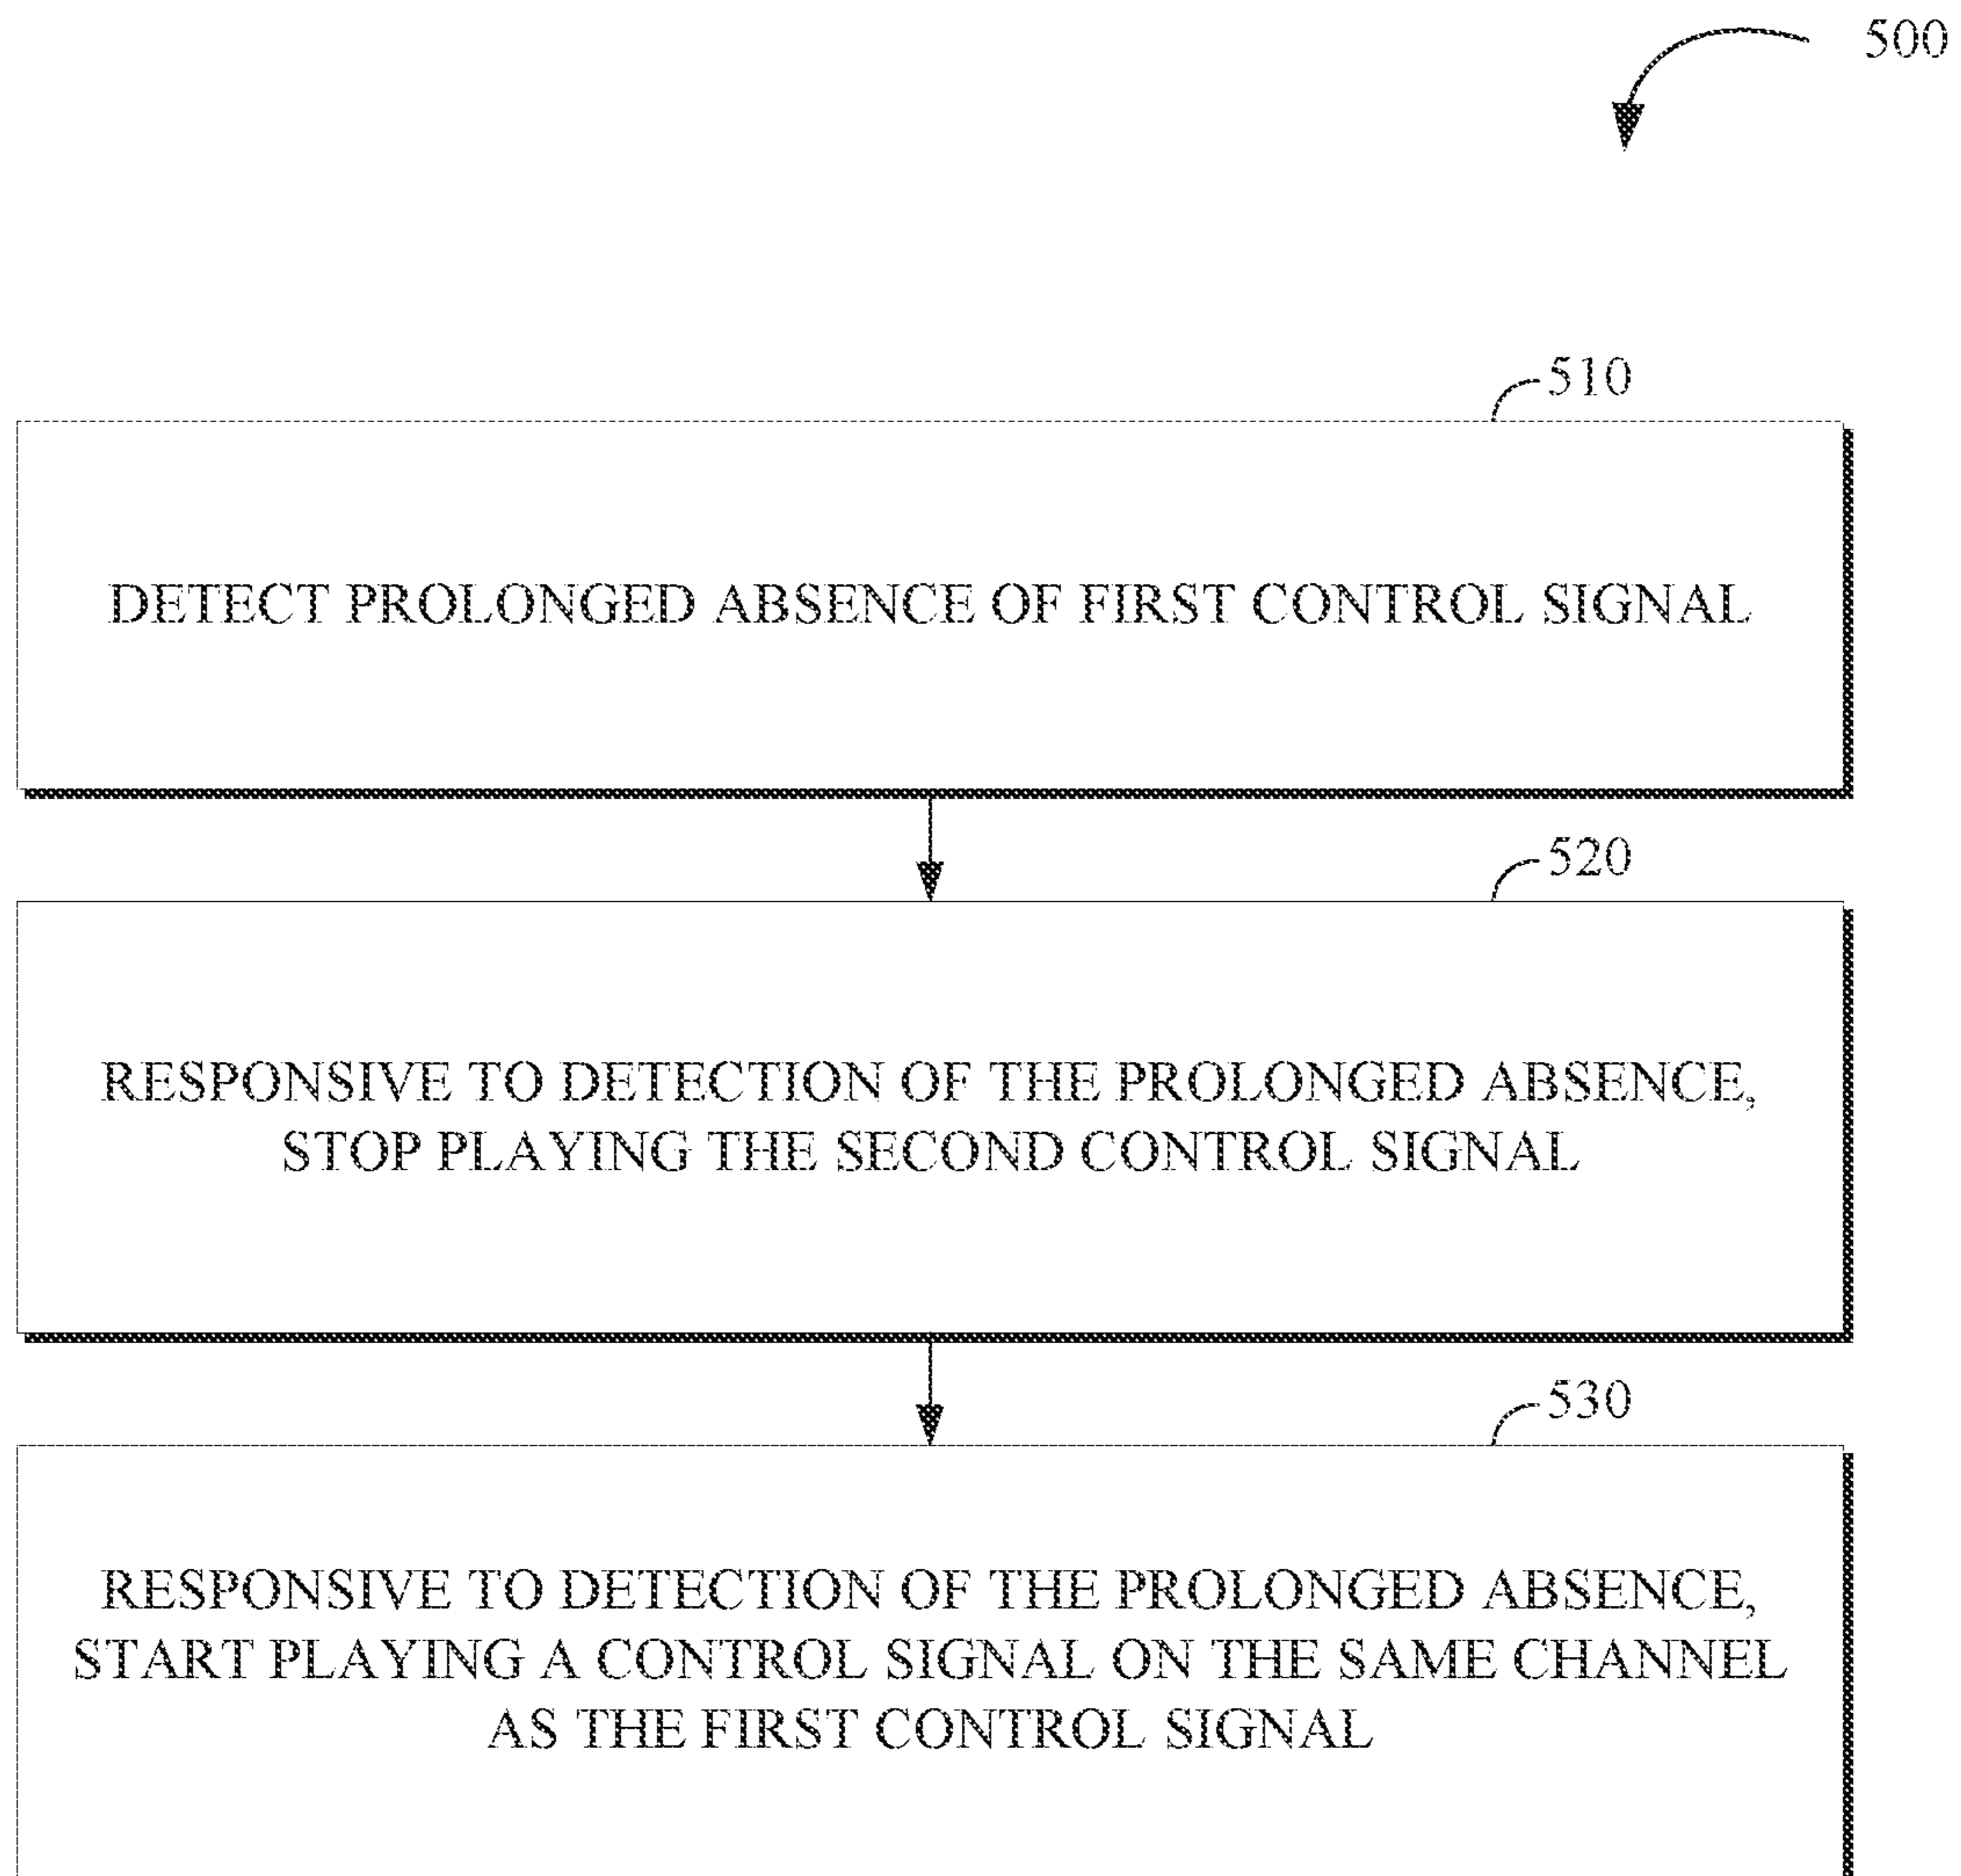 500
510
DETECT PROLONGED ABSENCE OF FIRST CONTROL SIGNAL
520
RESPONSIVE TO DETECTION OF THE PROLONGED ABSENCE,
STOP PLAYING THE SECOND CONTROL SIGNAL
530
RESPONSIVE TO DETECTION OF THE PROLONGED ABSENCE,
START PLAYING A CONTROL SIGNAL ON THE SAME CHANNEL
AS THE FIRST CONTROL SIGNAL